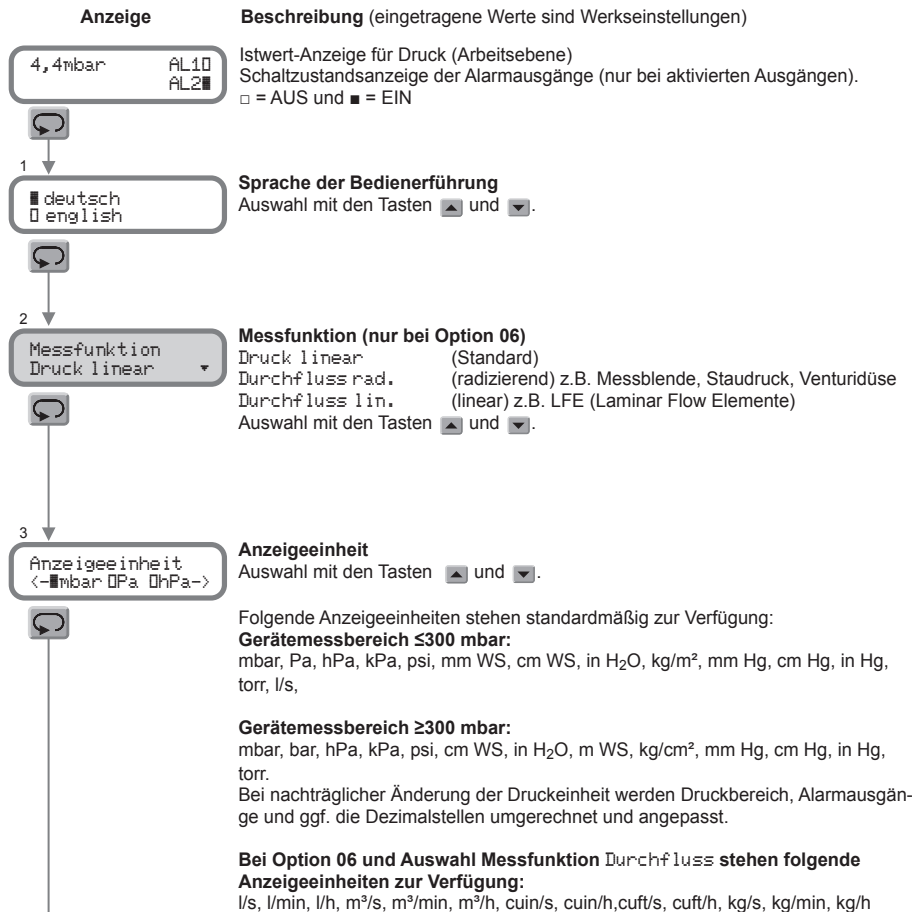 Anzeige Beschreibung (eingetragene Werte sind Werkseinstellungen)
4,4mbar AL1□
AL2■
Istwert-Anzeige für Druck (Arbeitsebene)
Schaltzustandsanzeige der Alarmausgänge (nur bei aktivierten Ausgängen).
□ = AUS und ■ = EIN
1
■ deutsch
□ english
Sprache der Bedienerführung
Auswahl mit den Tasten ▲ und ▼.
2
Messfunktion
Druck linear ▼
Messfunktion (nur bei Option 06)
Druck linear (Standard)
Durchfluss rad. (radizierend) z.B. Messblende, Staudruck, Venturidüse
Durchfluss lin. (linear) z.B. LFE (Laminar Flow Elemente)
Auswahl mit den Tasten ▲ und ▼.
3
Anzeigeeinheit
<-■mbar □Pa □hPa->
Anzeigeeinheit
Auswahl mit den Tasten ▲ und ▼.
Folgende Anzeigeeinheiten stehen standardmäßig zur Verfügung:
Gerätemessbereich ≤300 mbar:
mbar, Pa, hPa, kPa, psi, mm WS, cm WS, in H₂O, kg/m², mm Hg, cm Hg, in Hg,
torr, l/s,
Gerätemessbereich ≥300 mbar:
mbar, bar, hPa, kPa, psi, cm WS, in H₂O, m WS, kg/cm², mm Hg, cm Hg, in Hg,
torr.
Bei nachträglicher Änderung der Druckeinheit werden Druckbereich, Alarmausgän-
ge und ggf. die Dezimalstellen umgerechnet und angepasst.
Bei Option 06 und Auswahl Messfunktion Durchfluss stehen folgende
Anzeigeeinheiten zur Verfügung:
l/s, l/min, l/h, m³/s, m³/min, m³/h, cuin/s, cuin/h,cuft/s, cuft/h, kg/s, kg/min, kg/h